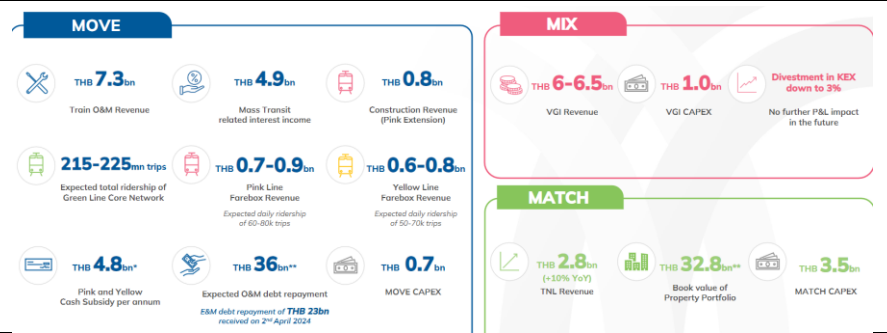 MOVE
THB 7.3bn
Train O&M Revenue
THB 4.9bn
Mass Transit
related interest income
THB 0.8bn
Construction Revenue
(Pink Extension)
215-225mn trips
Expected total ridership of
Green Line Core Network
THB 0.7-0.9bn
Pink Line
Farebox Revenue
Expected daily ridership
of 60-80k trips
THB 0.6-0.8bn
Yellow Line
Farebox Revenue
Expected daily ridership
of 50-70k trips
THB 4.8bn*
Pink and Yellow
Cash Subsidy per annum
THB 36bn**
Expected O&M debt repayment
E&M debt repayment of THB 23bn
received on 2nd April 2024
THB 0.7bn
MOVE CAPEX
MIX
THB 6-6.5bn
VGI Revenue
THB 1.0bn
VGI CAPEX
Divestment in KEX
down to 3%
No further P&L impact
in the future
MATCH
THB 2.8bn
(+10% YoY)
TNL Revenue
THB 32.8bn**
Book value of
Property Portfolio
THB 3.5bn
MATCH CAPEX